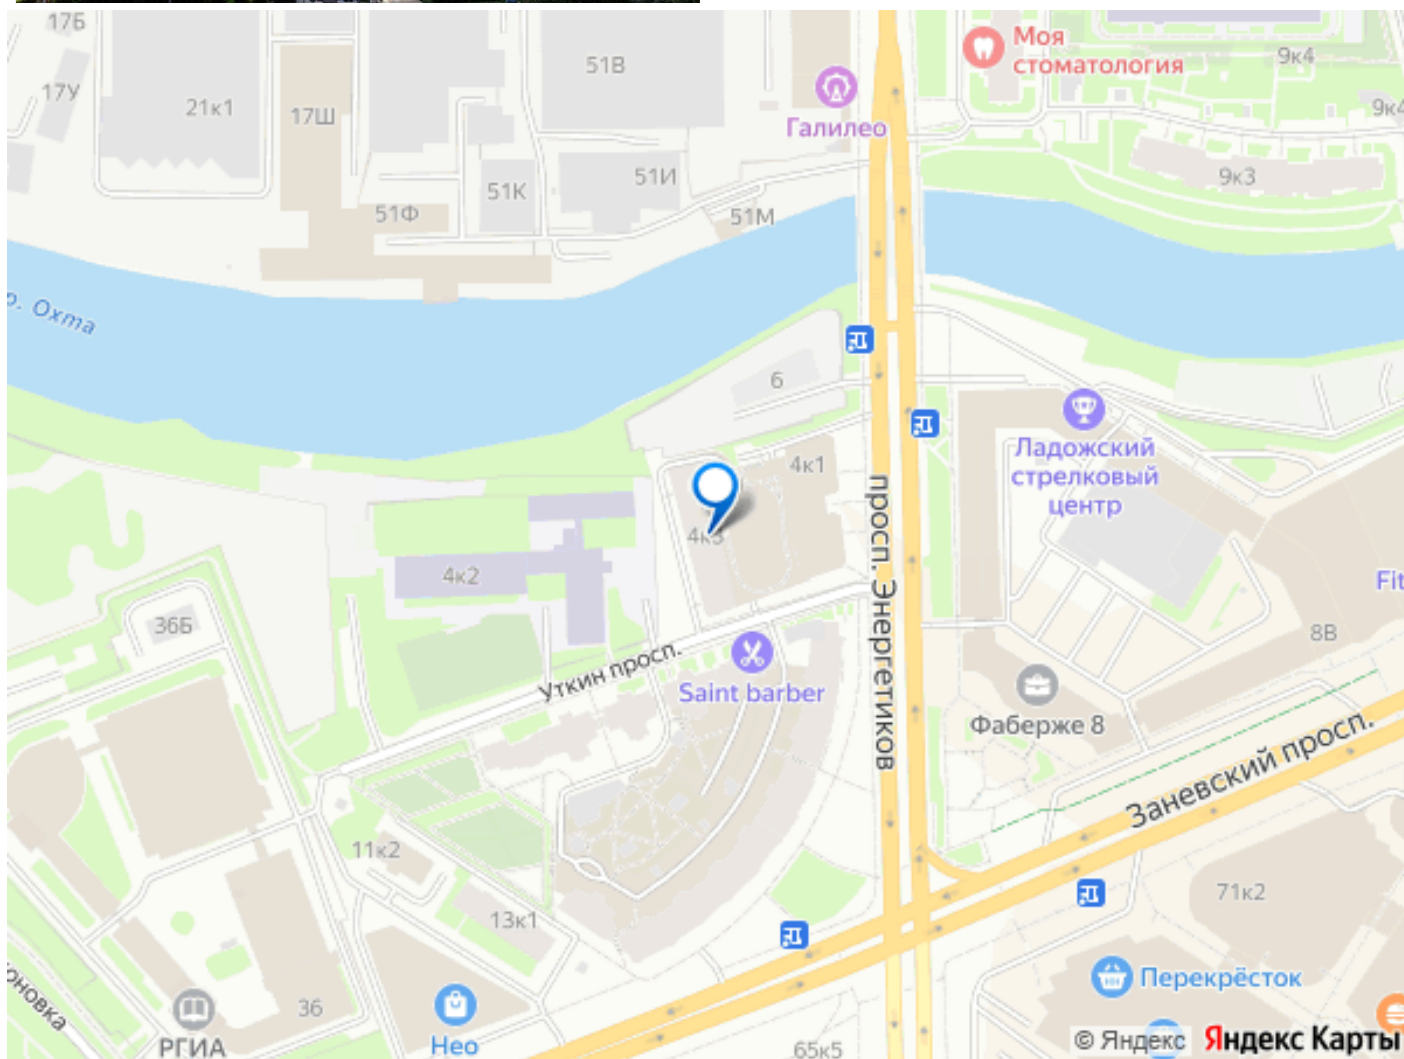 17Б
51В
Моя
стоматология
9к4
17У
21к1
17Ш
Галилео
9к4
51К
51И
9к3
51Ф
51М
р. Охта
6
4к1
Ладожский
стрелковый
центр
просп. Энергетиков
4к2
Fit
36Б
8В
Уткин просп.
Saint barber
Фаберже 8
Заневский просп.
11к2
71к2
13к1
Перекрёсток
36
Нео
РГИА
65к5
© Яндекс Яндекс Карты